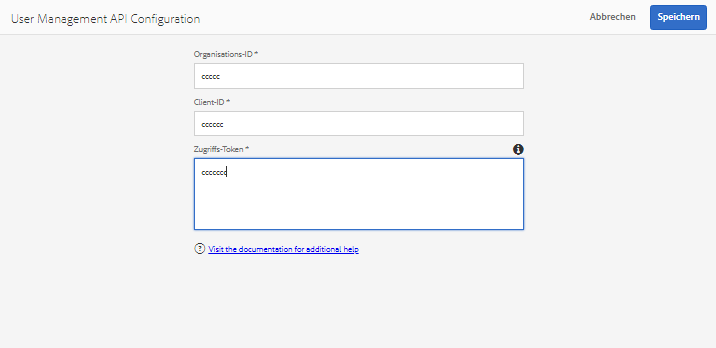 User Management API Configuration
Abbrechen
Speichern
Organisations-ID *
ccccc
Client-ID *
cccccc
Zugriffs-Token *
ccccccc
Visit the documentation for additional help